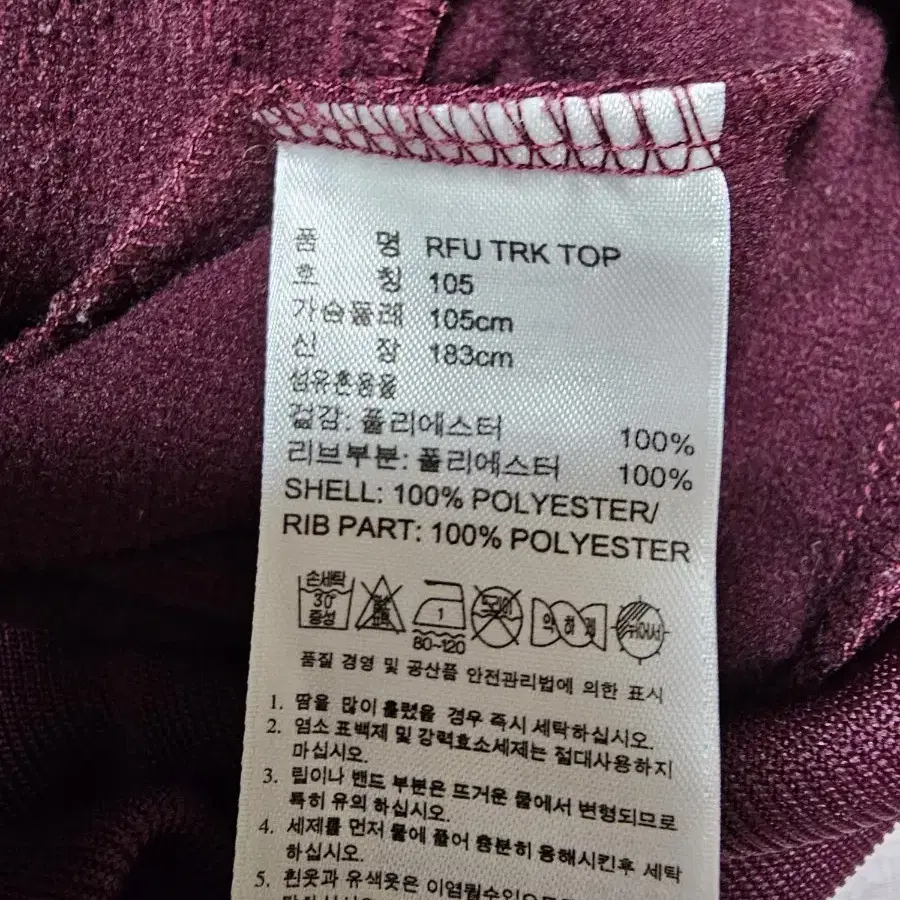 품 명 RFU TRK TOP
호 칭 105
가슴둘레 105cm
신 장 183cm
섬유혼용율
겉감: 폴리에스터 100%
리브부분: 폴리에스터 100%
SHELL: 100% POLYESTER/
RIB PART: 100% POLYESTER
손세탁 30 중성 1 80~120 드라이 약하게 뉘어서
품질 경영 및 공산품 안전관리법에 의한 표시
1. 땀을 많이 흘렸을 경우 즉시 세탁하십시오.
2. 염소 표백제 및 강력효소세제는 절대사용하지
마십시오.
3. 립이나 밴드 부분은 뜨거운 물에서 변형되므로
특히 유의 하십시오.
4. 세제를 먼저 물에 풀어 충분히 용해시킨후 세탁
하십시오.
5. 흰옷과 유색옷은 이염될수있으므로